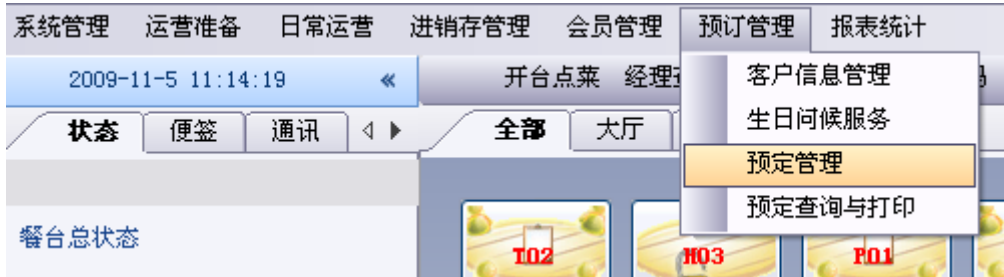 系统管理 运营准备 日常运营 进销存管理 会员管理 预订管理 报表统计
2009-11-5 11:14:19 «
开台点菜 经理
客户信息管理
生日问候服务
预定管理
预定查询与打印
状态 便签 通讯
全部 大厅
餐台总状态
T02 H03 P01